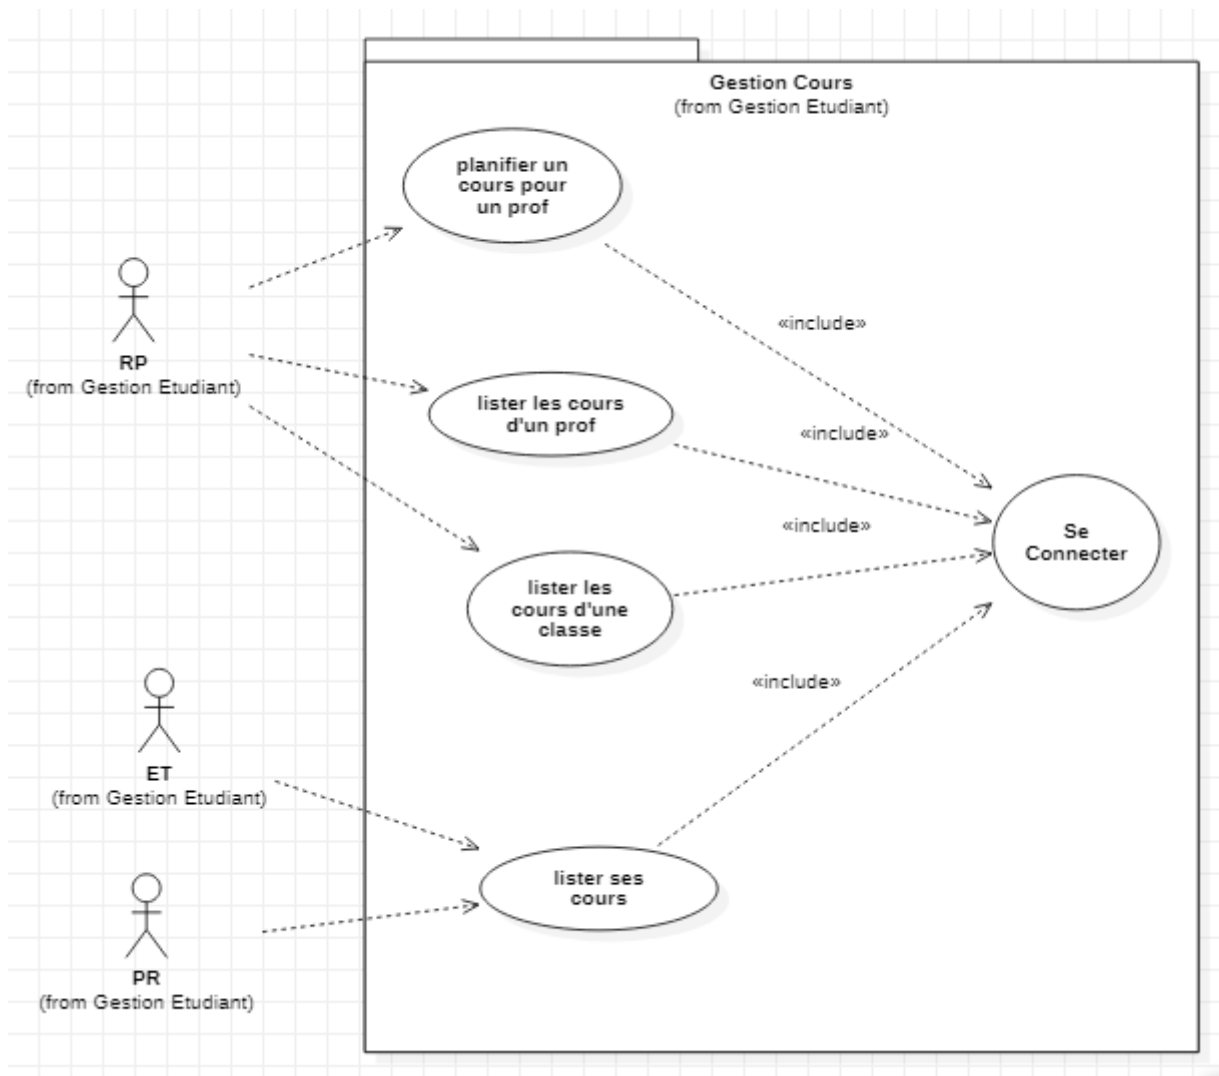 Gestion Cours
(from Gestion Etudiant)
planifier un
cours pour
un prof
«include»
RP
(from Gestion Etudiant)
lister les cours
d'un prof
«include»
«include»
Se
Connecter
lister les
cours d'une
classe
«include»
ET
(from Gestion Etudiant)
lister ses
cours
PR
(from Gestion Etudiant)